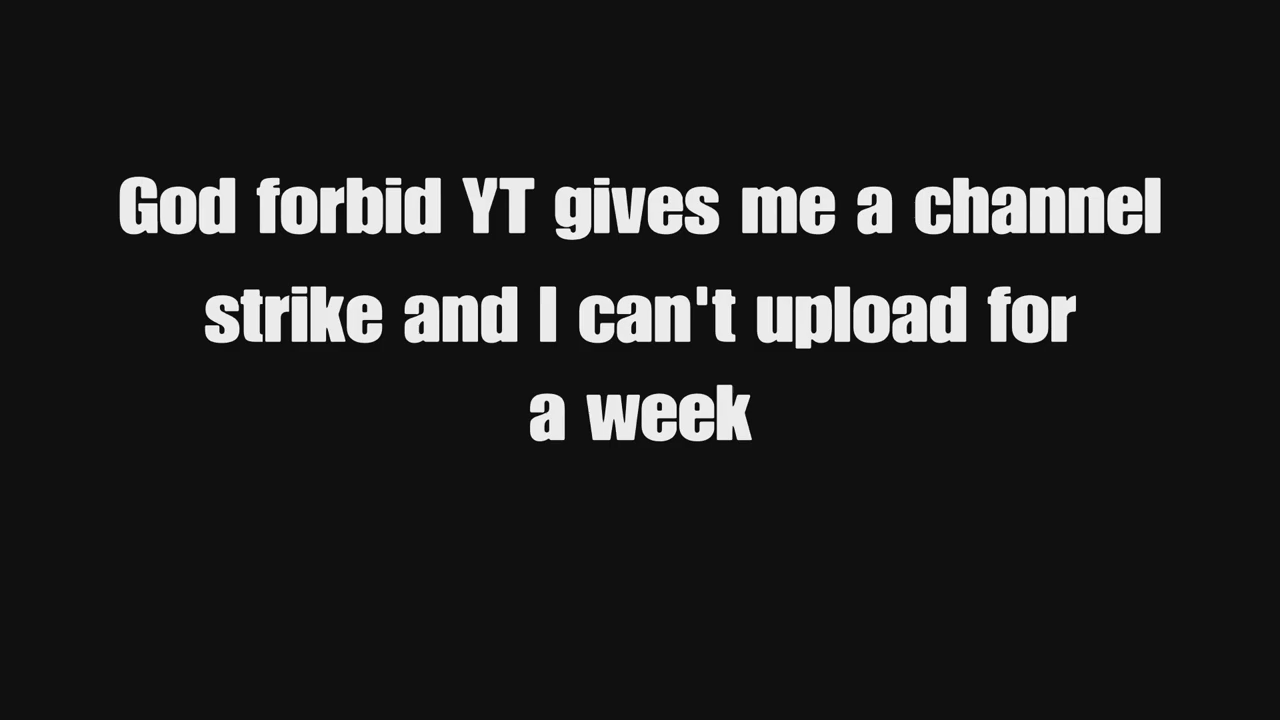 God forbid YT gives me a channel
strike and I can't upload for
a week